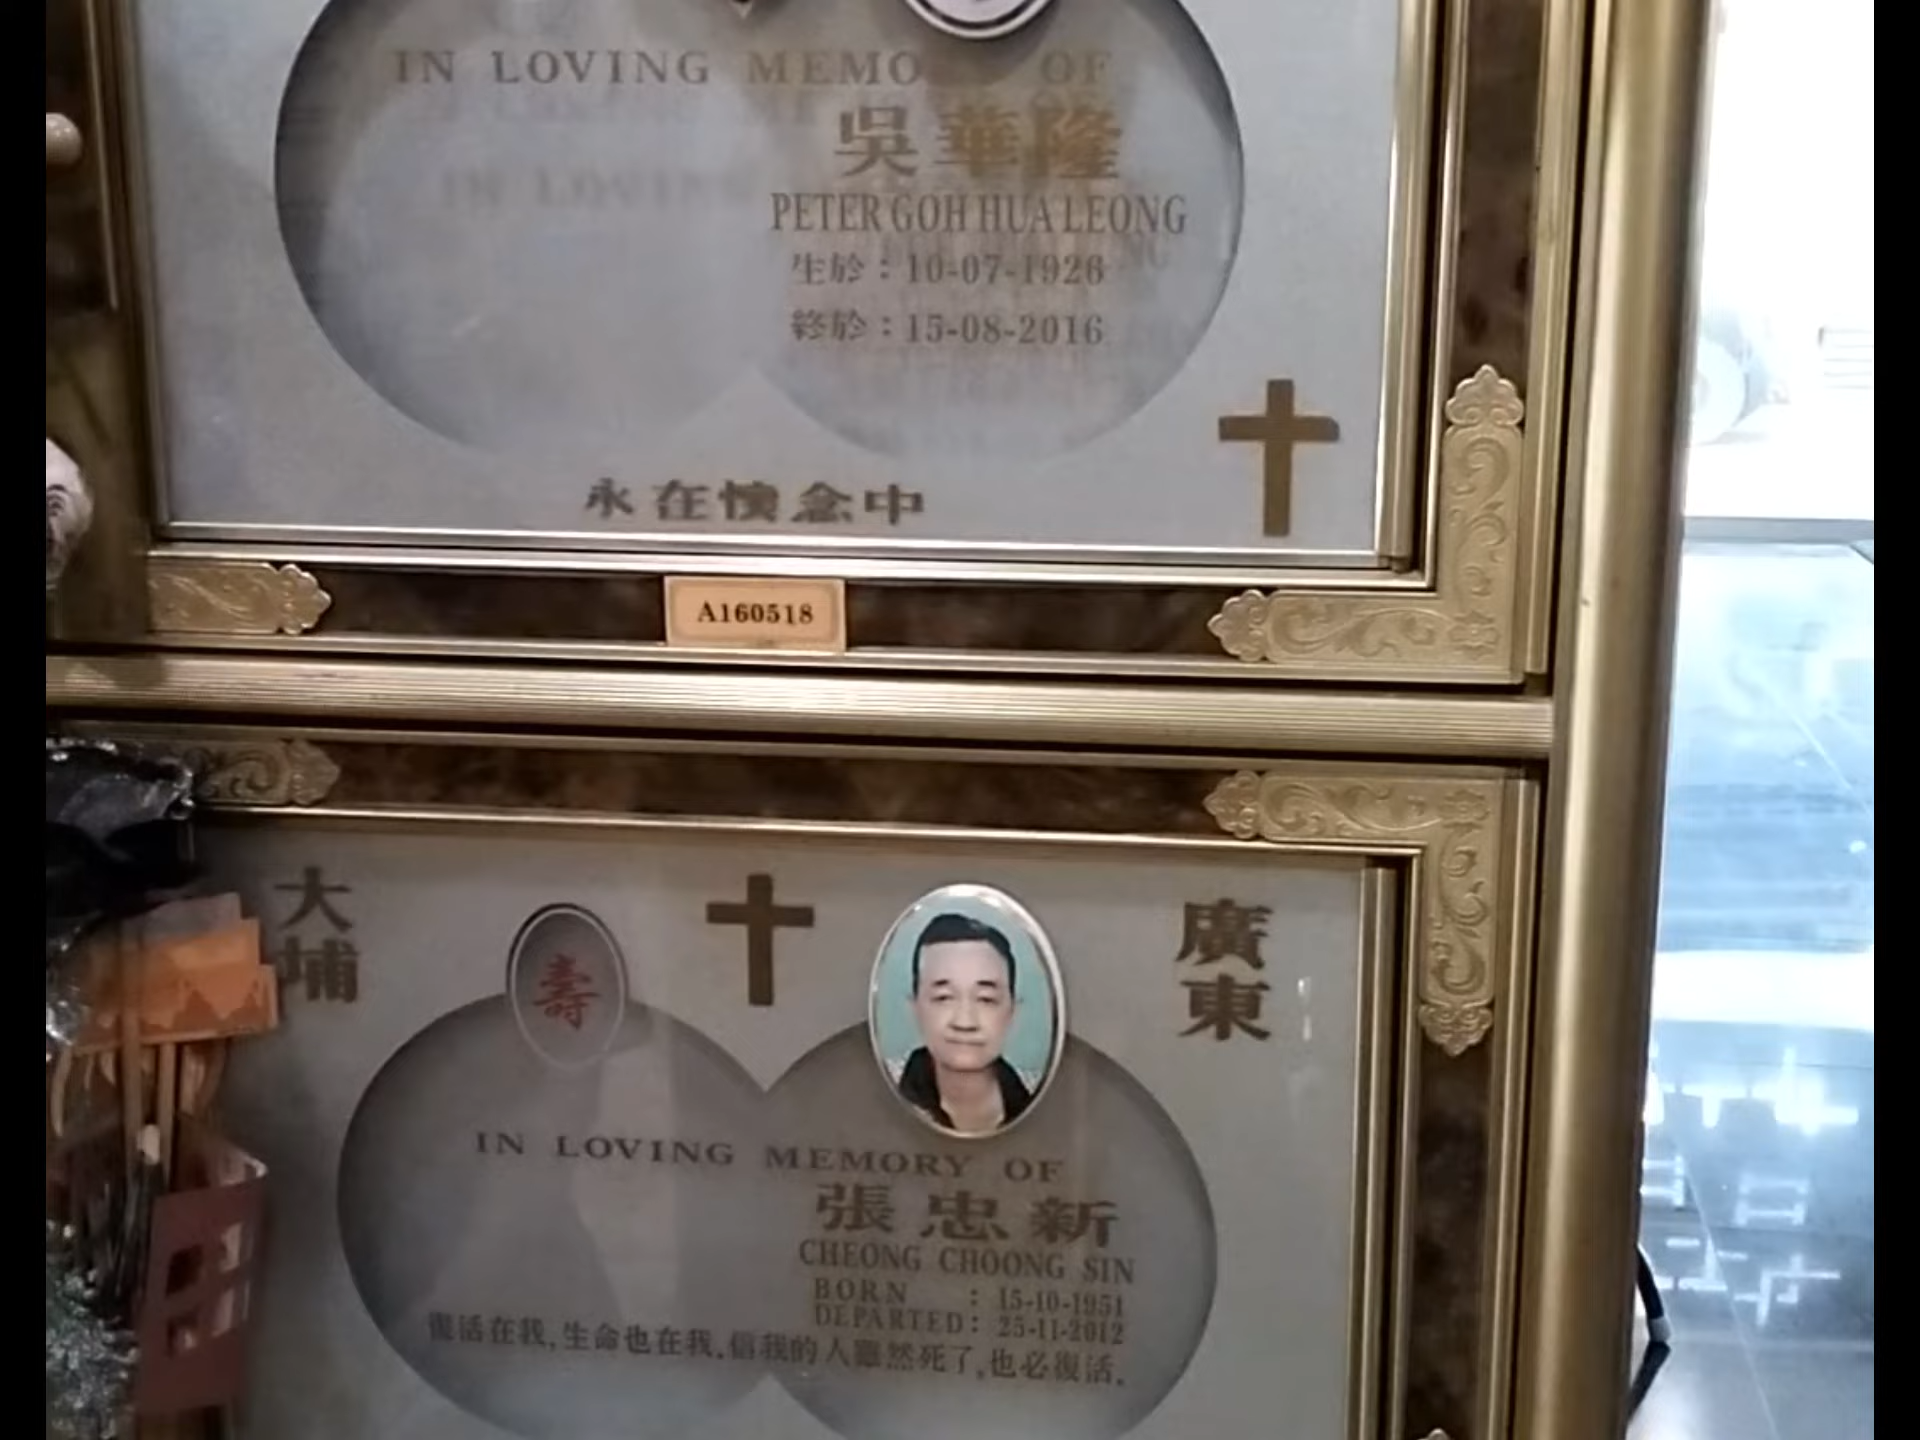 IN LOVING MEMORY OF
吳華隆
PETER GOH HUA LEONG
生於：10-07-1926
終於：15-08-2016
永在懷念中
A160518
大埔
廣東
壽
IN LOVING MEMORY OF
張忠新
CHEONG CHOONG SIN
BORN : 15-10-1951
DEPARTED : 25-11-2012
復活在我,生命也在我.信我的人雖然死了,也必復活.